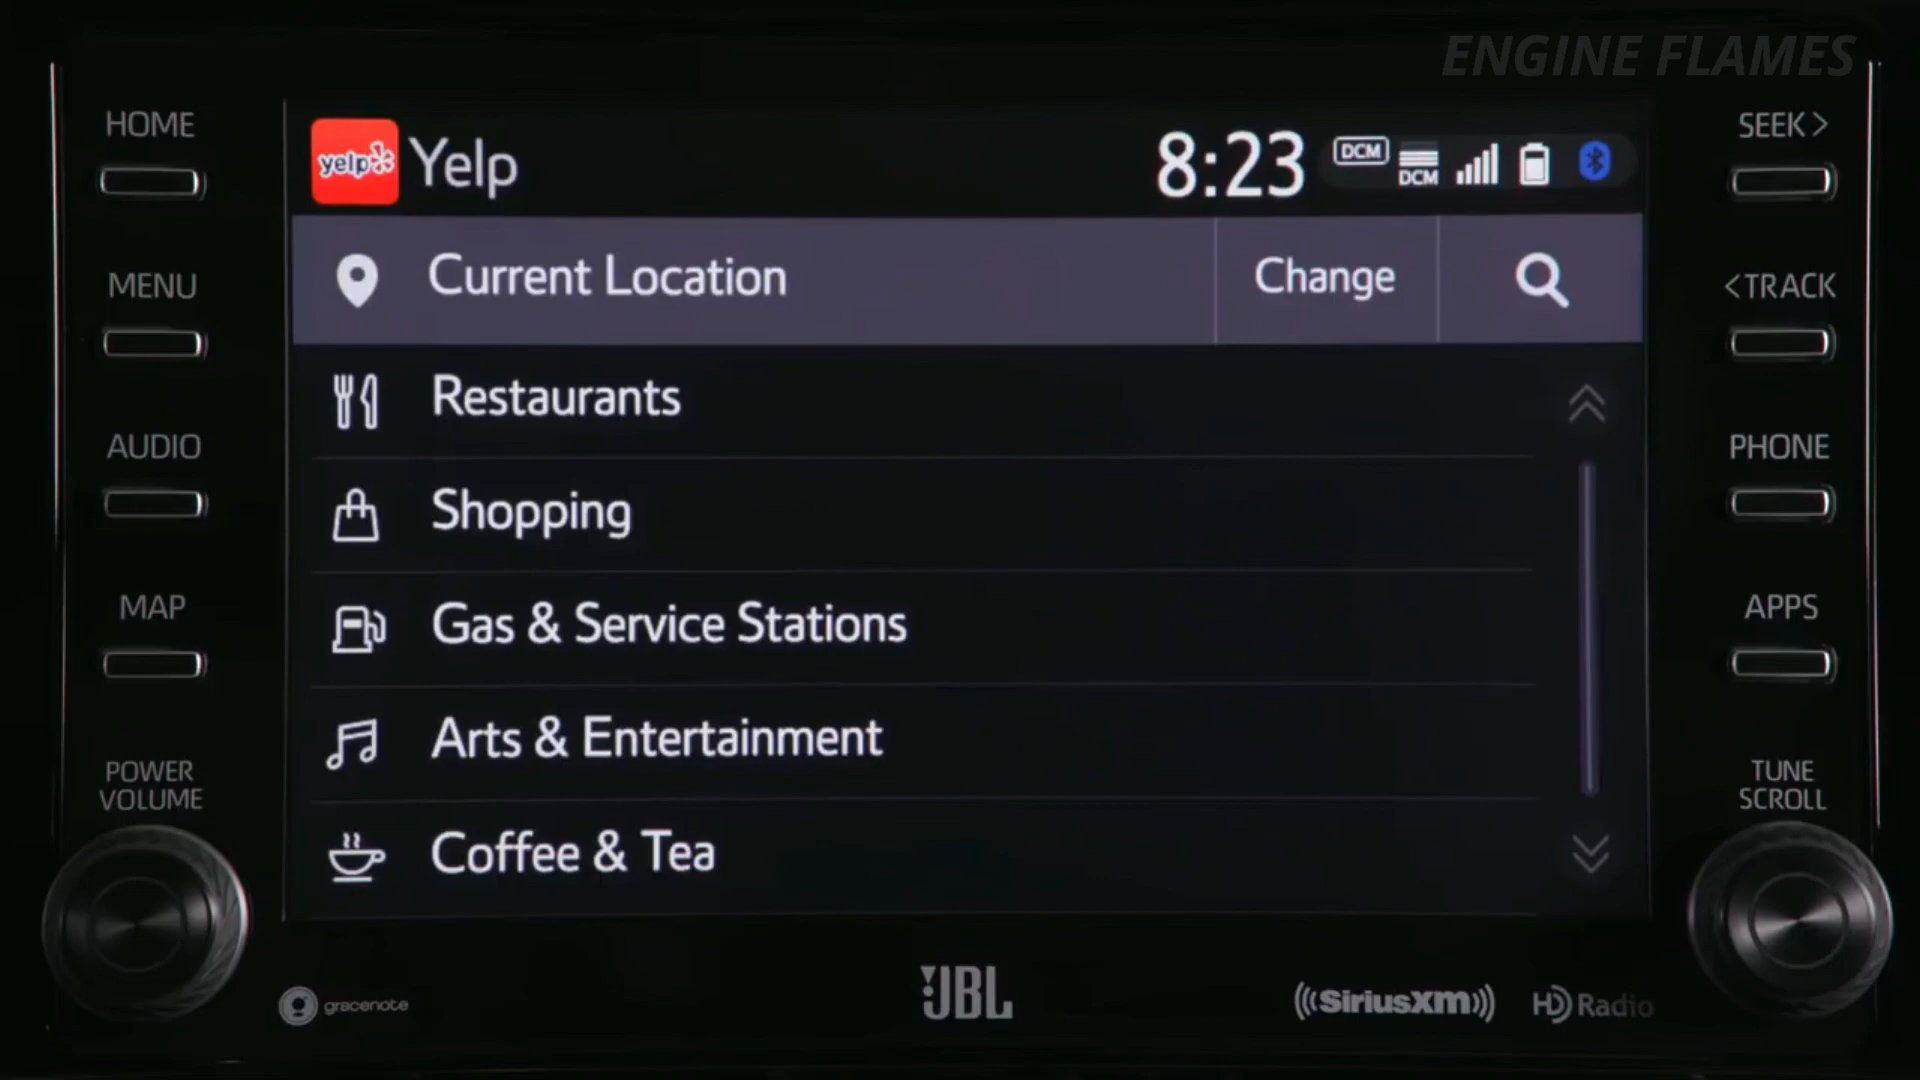 ENGINE FLAMES
HOME
SEEK >
yelp
Yelp
8:23
DCM
DCM
MENU
Current Location
Change
<TRACK
Restaurants
AUDIO
PHONE
Shopping
MAP
Gas & Service Stations
APPS
Arts & Entertainment
POWER
VOLUME
TUNE
SCROLL
Coffee & Tea
gracenote
JBL
((SiriusXM))
HD Radio